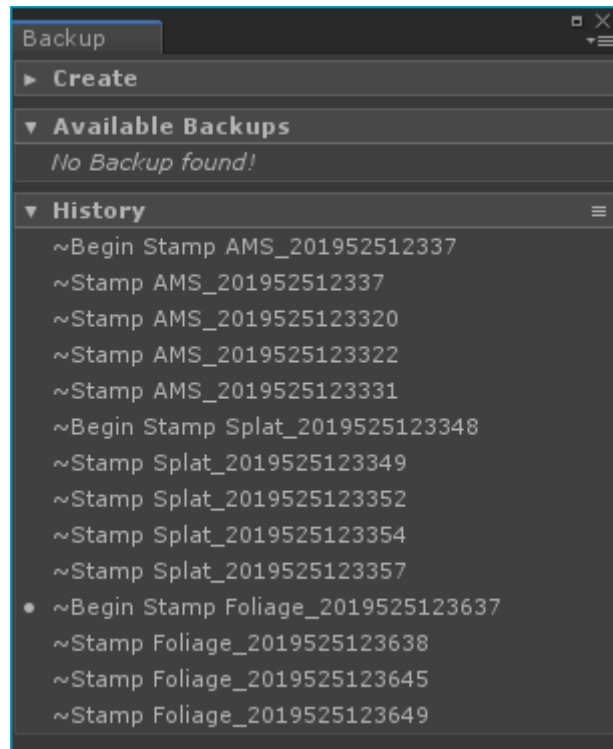 Backup
Create
Available Backups
No Backup found!
History
~Begin Stamp AMS_201952512337
~Stamp AMS_201952512337
~Stamp AMS_2019525123320
~Stamp AMS_2019525123322
~Stamp AMS_2019525123331
~Begin Stamp Splat_2019525123348
~Stamp Splat_2019525123349
~Stamp Splat_2019525123352
~Stamp Splat_2019525123354
~Stamp Splat_2019525123357
~Begin Stamp Foliage_2019525123637
~Stamp Foliage_2019525123638
~Stamp Foliage_2019525123645
~Stamp Foliage_2019525123649